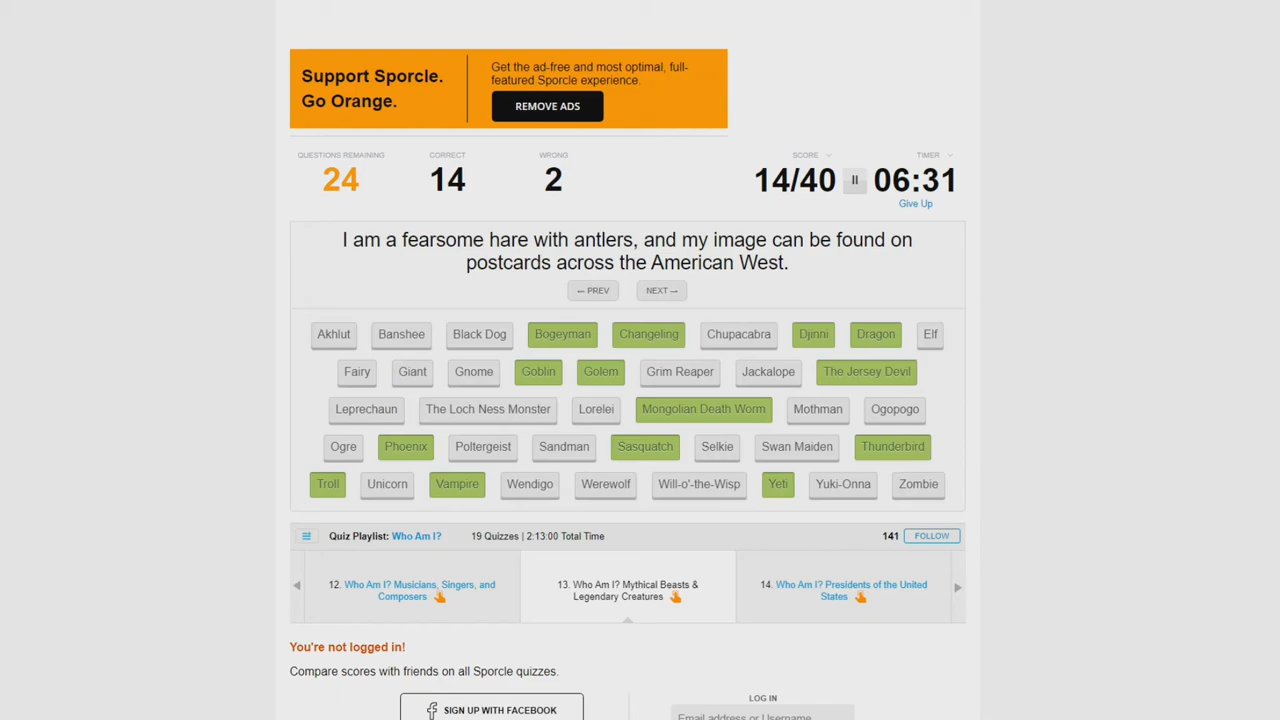 Support Sporcle.
Go Orange.
Get the ad-free and most optimal, full-
featured Sporcle experience.
REMOVE ADS
QUESTIONS REMAINING
24
CORRECT
14
WRONG
2
SCORE
14/40
TIMER
06:31
Give Up
I am a fearsome hare with antlers, and my image can be found on
postcards across the American West.
← PREV NEXT →
Akhlut Banshee Black Dog Bogeyman Changeling Chupacabra Djinni Dragon Elf
Fairy Giant Gnome Goblin Golem Grim Reaper Jackalope The Jersey Devil
Leprechaun The Loch Ness Monster Lorelei Mongolian Death Worm Mothman Ogopogo
Ogre Phoenix Poltergeist Sandman Sasquatch Selkie Swan Maiden Thunderbird
Troll Unicorn Vampire Wendigo Werewolf Will-o'-the-Wisp Yeti Yuki-Onna Zombie
Quiz Playlist: Who Am I? 19 Quizzes | 2:13:00 Total Time 141 FOLLOW
12. Who Am I? Musicians, Singers, and
Composers
13. Who Am I? Mythical Beasts &
Legendary Creatures
14. Who Am I? Presidents of the United
States
You're not logged in!
Compare scores with friends on all Sporcle quizzes.
SIGN UP WITH FACEBOOK
LOG IN
Email address or Username